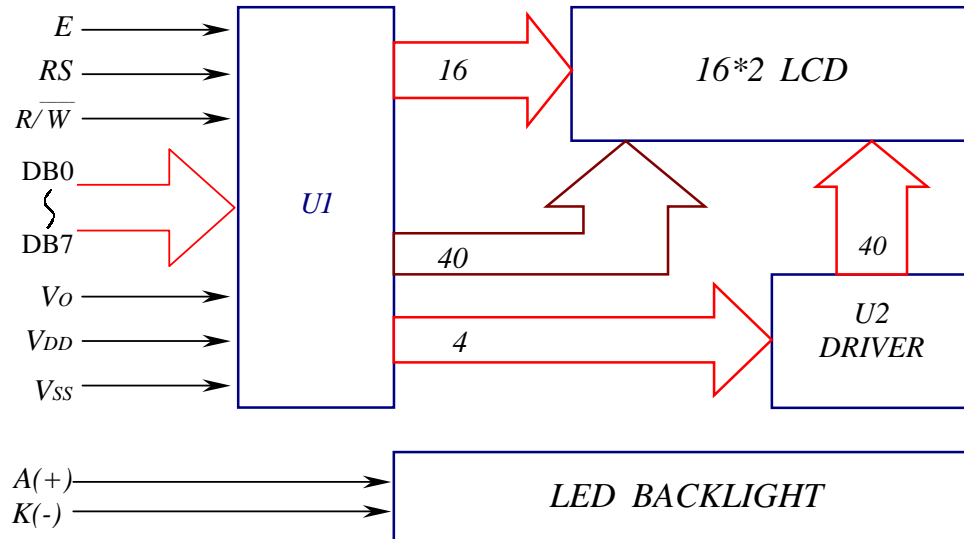 E
RS
R/W̅
DB0
DB7
VO
VDD
VSS
A(+)
K(-)
U1
16
40
4
16*2 LCD
40
U2
DRIVER
LED BACKLIGHT